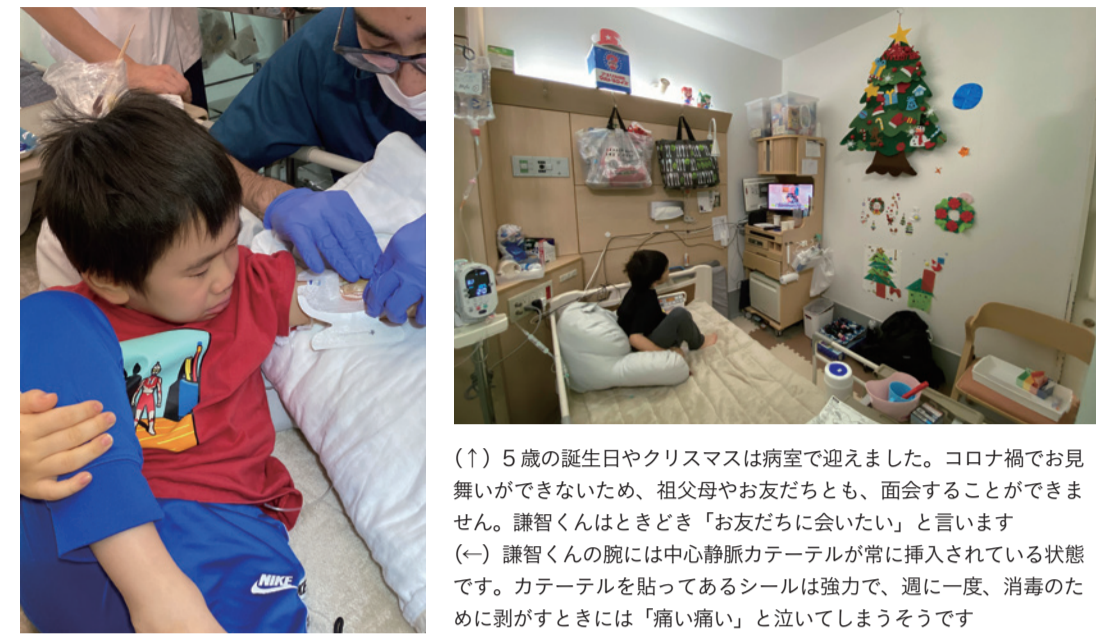 NIKE
(↑)5歳の誕生日やクリスマスは病室で迎えました。コロナ禍でお見
舞いができないため、祖父母やお友だちとも、面会することができま
せん。謙智くんはときどき「お友だちに会いたい」と言います
(←)謙智くんの腕には中心静脈カテーテルが常に挿入されている状態
です。カテーテルを貼ってあるシールは強力で、週に一度、消毒のた
めに剥がすときには「痛い痛い」と泣いてしまうそうです